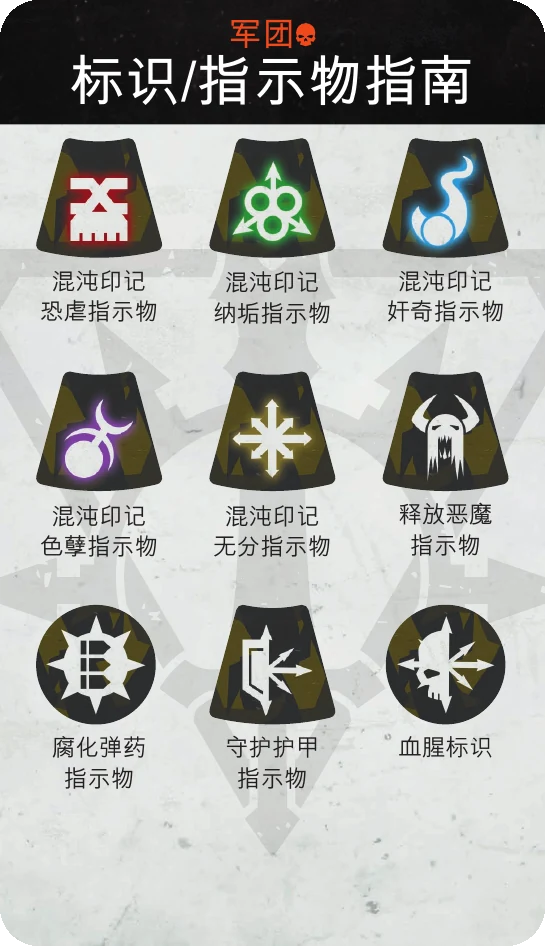 军团
标识/指示物指南
混沌印记
恐虐指示物
混沌印记
纳垢指示物
混沌印记
奸奇指示物
混沌印记
色孽指示物
混沌印记
无分指示物
释放恶魔
指示物
腐化弹药
指示物
守护护甲
指示物
血腥标识